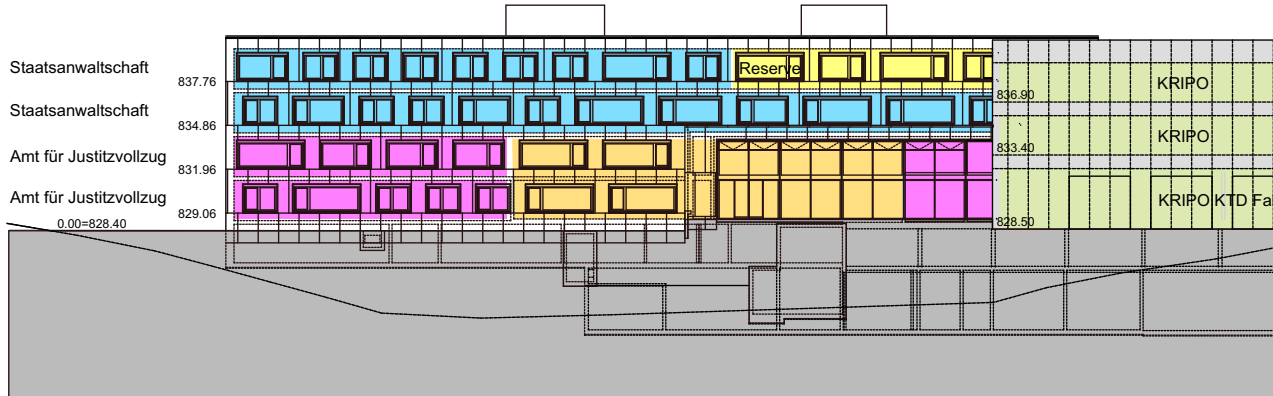 Staatsanwaltschaft
Reserve
837.76
KRIPO
836.90
Staatsanwaltschaft
834.86
KRIPO
833.40
Amt für Justitzvollzug
831.96
Amt für Justitzvollzug
KRIPO KTD Fa
829.06
0.00=828.40
828.50